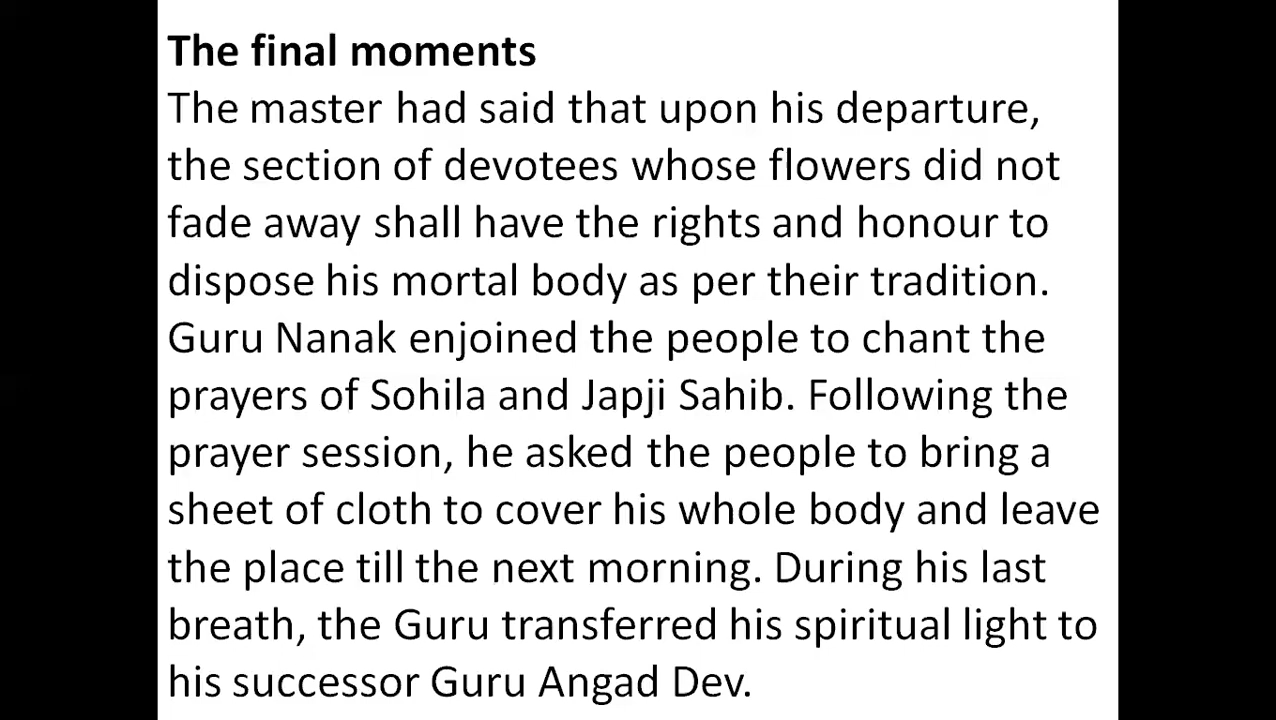 The final moments
The master had said that upon his departure,
the section of devotees whose flowers did not
fade away shall have the rights and honour to
dispose his mortal body as per their tradition.
Guru Nanak enjoined the people to chant the
prayers of Sohila and Japji Sahib. Following the
prayer session, he asked the people to bring a
sheet of cloth to cover his whole body and leave
the place till the next morning. During his last
breath, the Guru transferred his spiritual light to
his successor Guru Angad Dev.